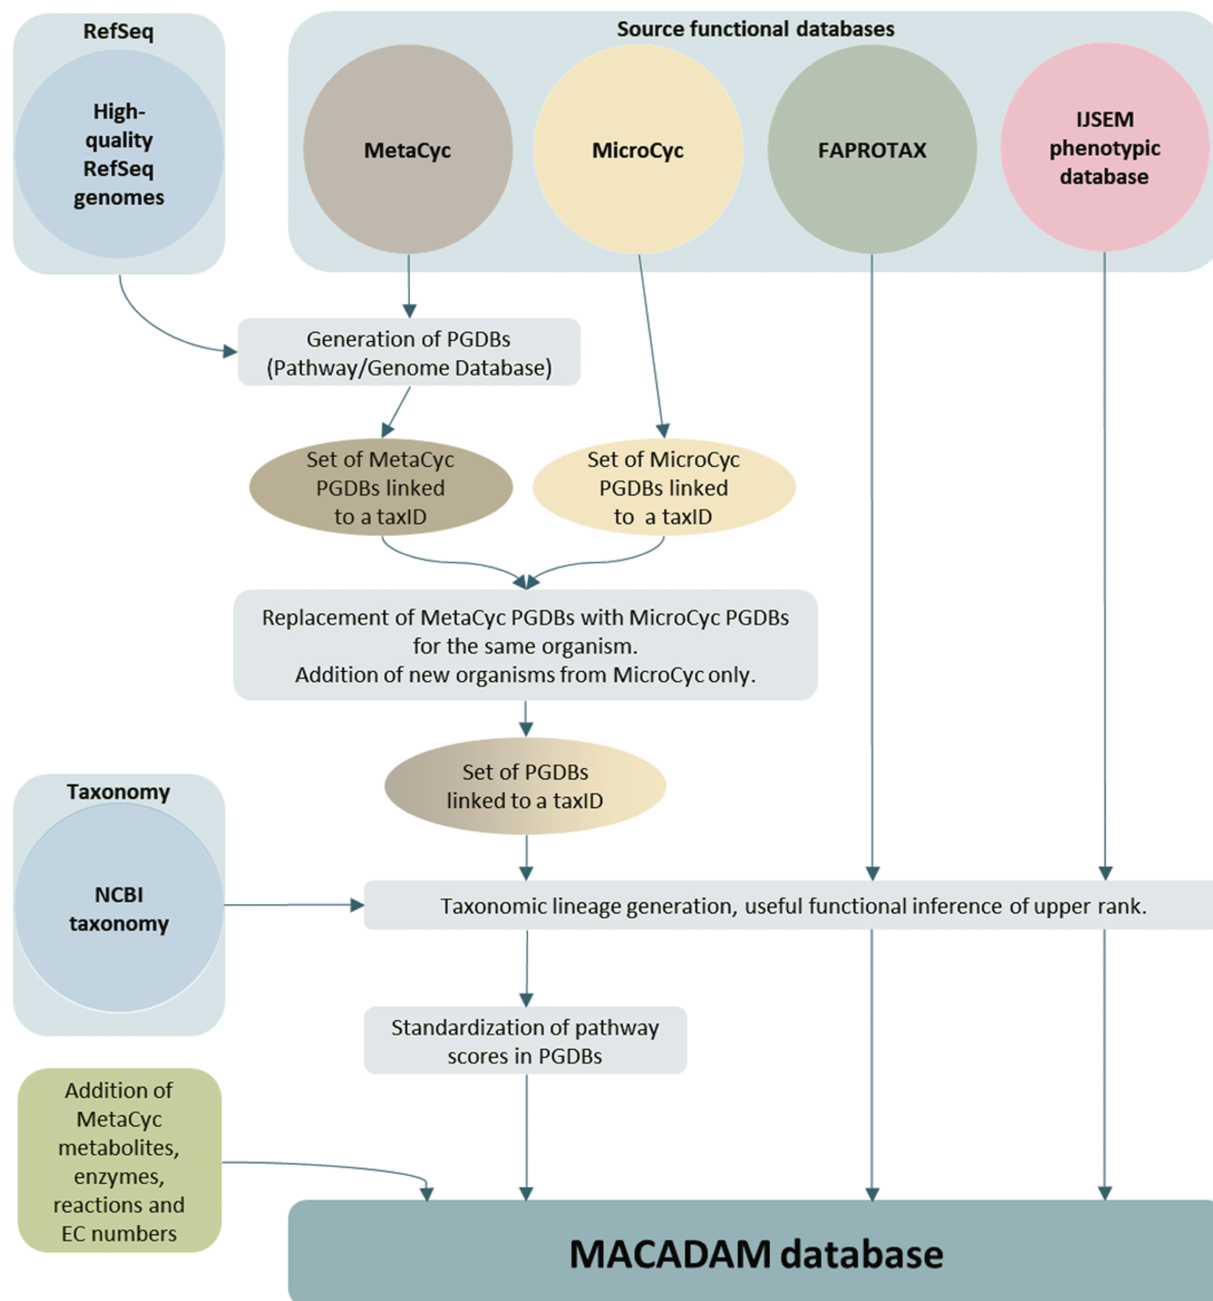 RefSeq
High-
quality
RefSeq
genomes
Source functional databases
MetaCyc
MicroCyc
FAPROTAX
IJSEM
phenotypic
database
Generation of PGDBs
(Pathway/Genome Database)
Set of MetaCyc
PGDBs linked
to a taxID
Set of MicroCyc
PGDBs linked
to a taxID
Replacement of MetaCyc PGDBs with MicroCyc PGDBs
for the same organism.
Addition of new organisms from MicroCyc only.
Set of PGDBs
linked to a taxID
Taxonomy
NCBI
taxonomy
Taxonomic lineage generation, useful functional inference of upper rank.
Standardization of pathway
scores in PGDBs
Addition of
MetaCyc
metabolites,
enzymes,
reactions and
EC numbers
MACADAM database